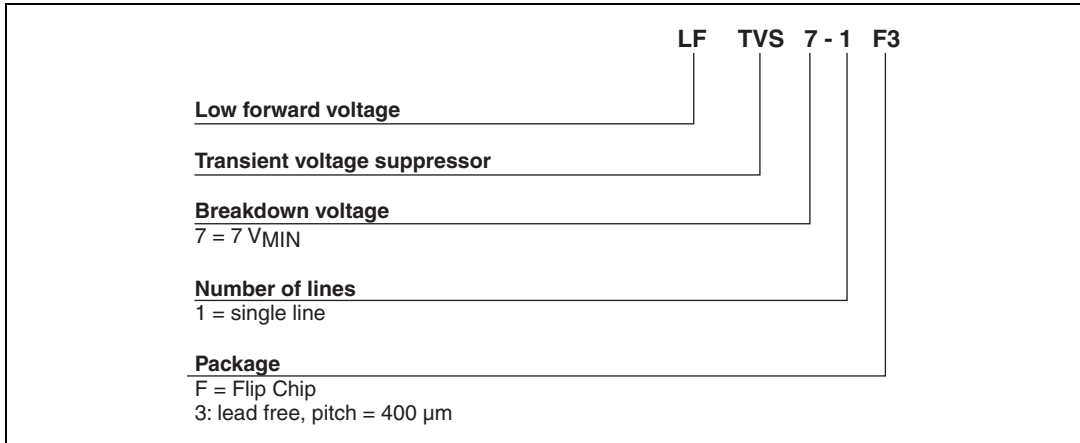 LF TVS 7 - 1 F3
Low forward voltage
Transient voltage suppressor
Breakdown voltage
7 = 7 VMIN
Number of lines
1 = single line
Package
F = Flip Chip
3: lead free, pitch = 400 µm